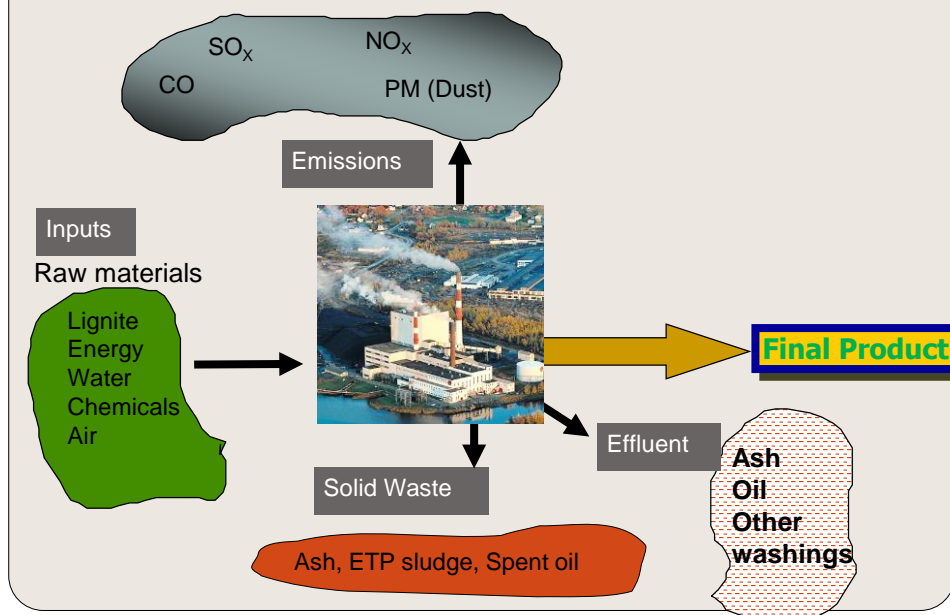 SOX
NOX
CO
PM (Dust)
Emissions
Inputs
Raw materials
Lignite
Energy
Water
Chemicals
Air
Final Product
Effluent
Ash
Oil
Other
washings
Solid Waste
Ash, ETP sludge, Spent oil